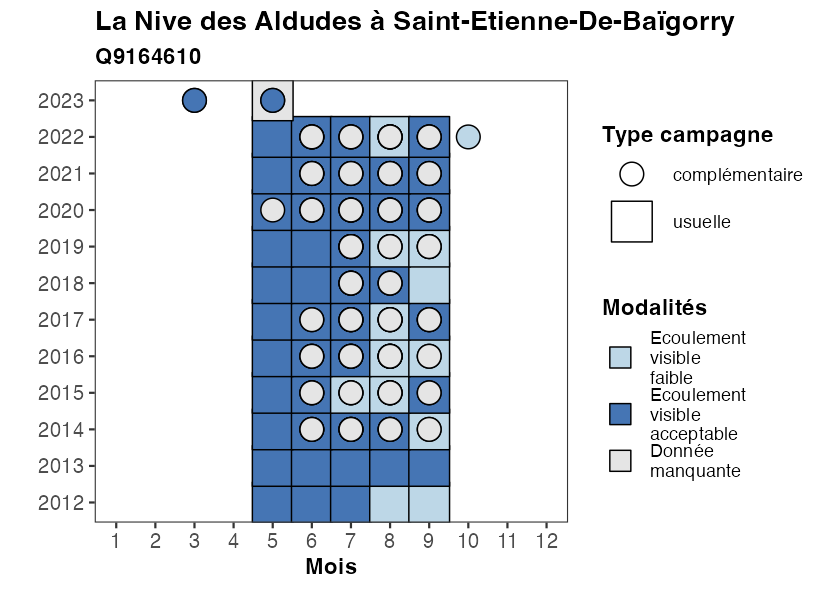 La Nive des Aldudes à Saint-Etienne-De-Baïgorry
Q9164610
2023
2022
2021
2020
2019
2018
2017
2016
2015
2014
2013
2012
1 2 3 4 5 6 7 8 9 10 11 12
Mois
Type campagne
complémentaire
usuelle
Modalités
Ecoulement
visible
faible
Ecoulement
visible
acceptable
Donnée
manquante